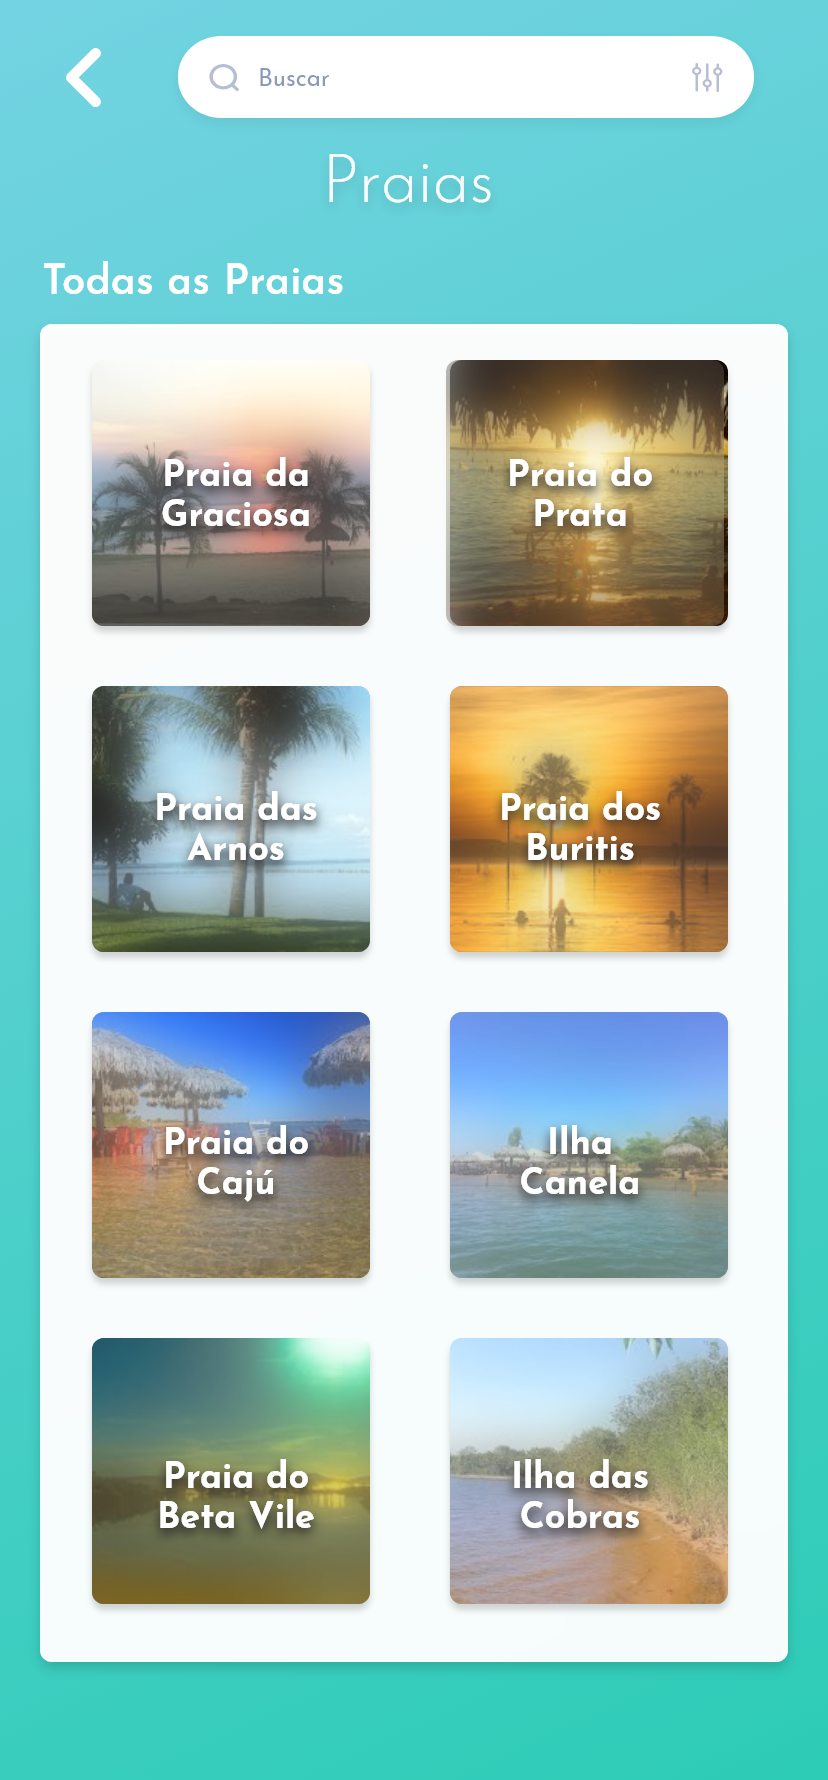 Buscar
Praias
Todas as Praias
Praia da
Graciosa
Praia do
Prata
Praia das
Arnos
Praia dos
Buritis
Praia do
Cajú
Ilha
Canela
Praia do
Beta Vile
Ilha das
Cobras